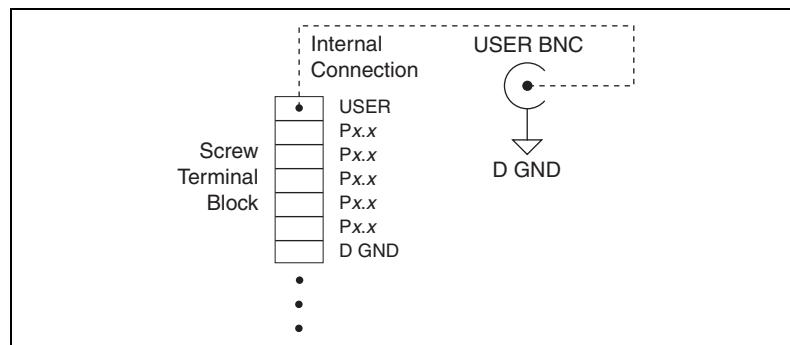 Internal
Connection
USER BNC
USER
Px.x
Px.x
Screw
Terminal
Block
Px.x
Px.x
Px.x
D GND
D GND